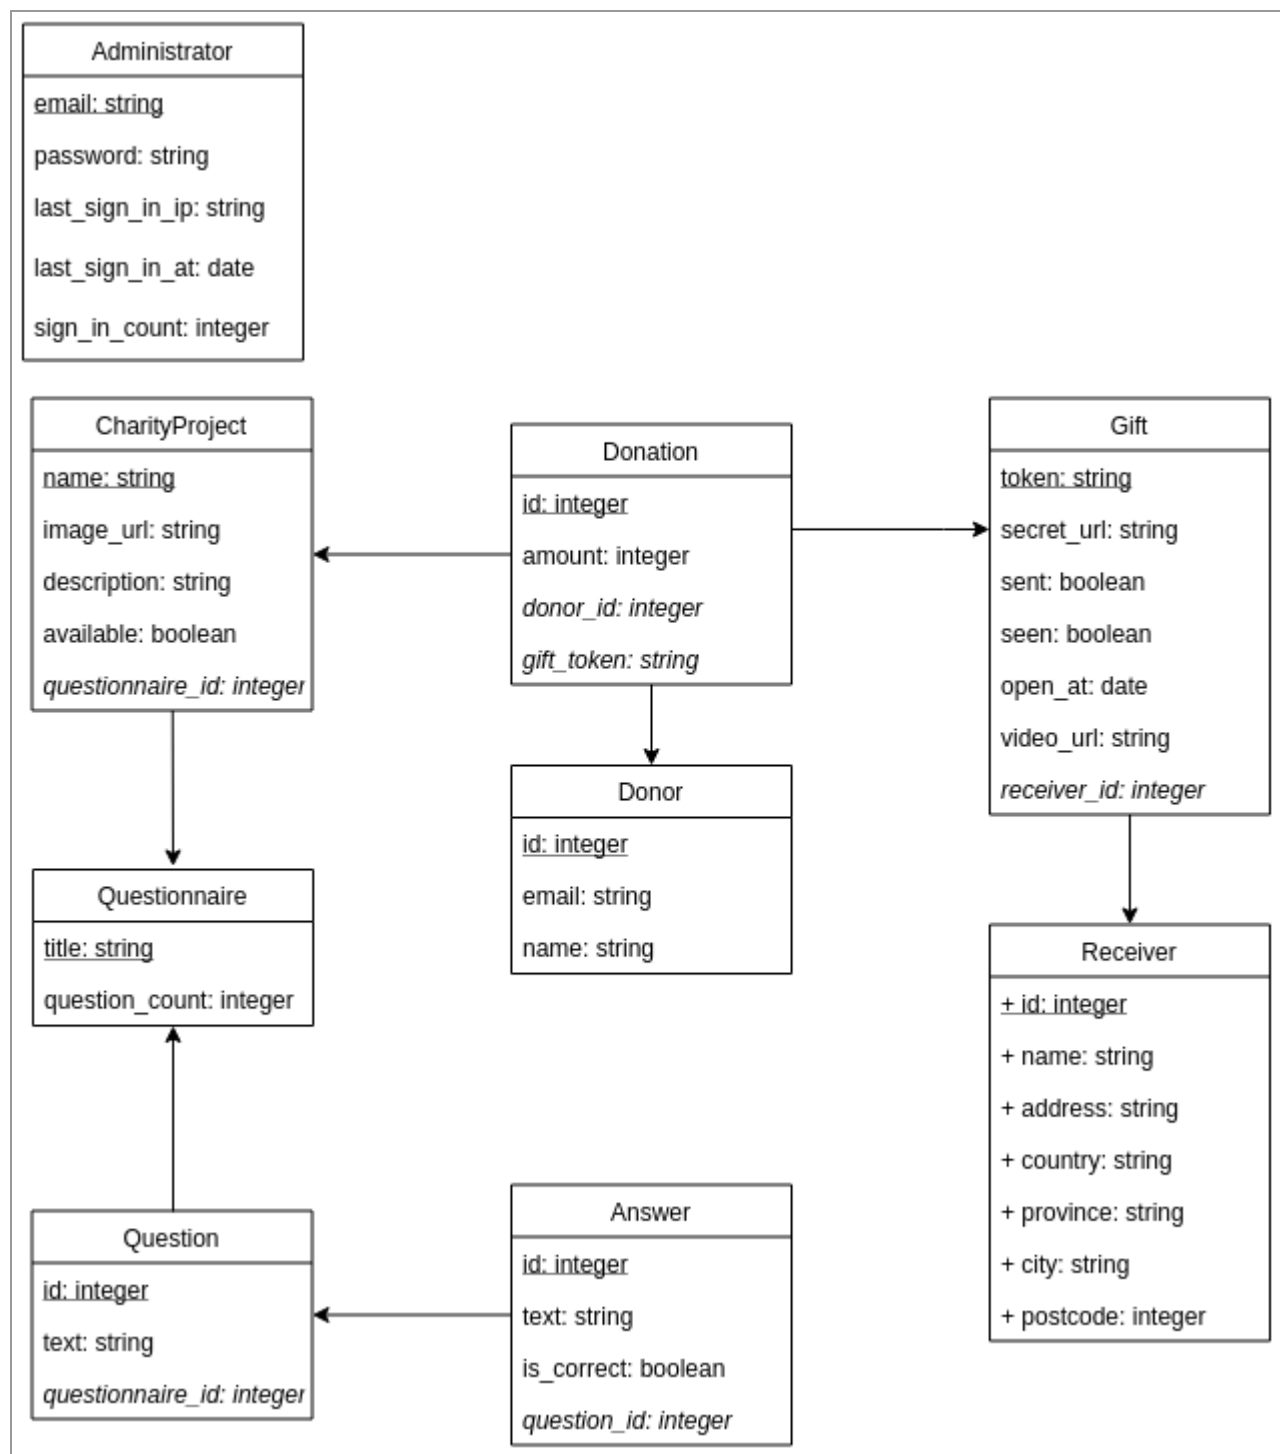 Administrator
email: string
password: string
last_sign_in_ip: string
last_sign_in_at: date
sign_in_count: integer
CharityProject
name: string
image_url: string
description: string
available: boolean
questionnaire_id: integer
Donation
id: integer
amount: integer
donor_id: integer
gift_token: string
Gift
token: string
secret_url: string
sent: boolean
seen: boolean
open_at: date
video_url: string
receiver_id: integer
Donor
id: integer
email: string
name: string
Questionnaire
title: string
question_count: integer
Receiver
+ id: integer
+ name: string
+ address: string
+ country: string
+ province: string
+ city: string
+ postcode: integer
Question
id: integer
text: string
questionnaire_id: integer
Answer
id: integer
text: string
is_correct: boolean
question_id: integer